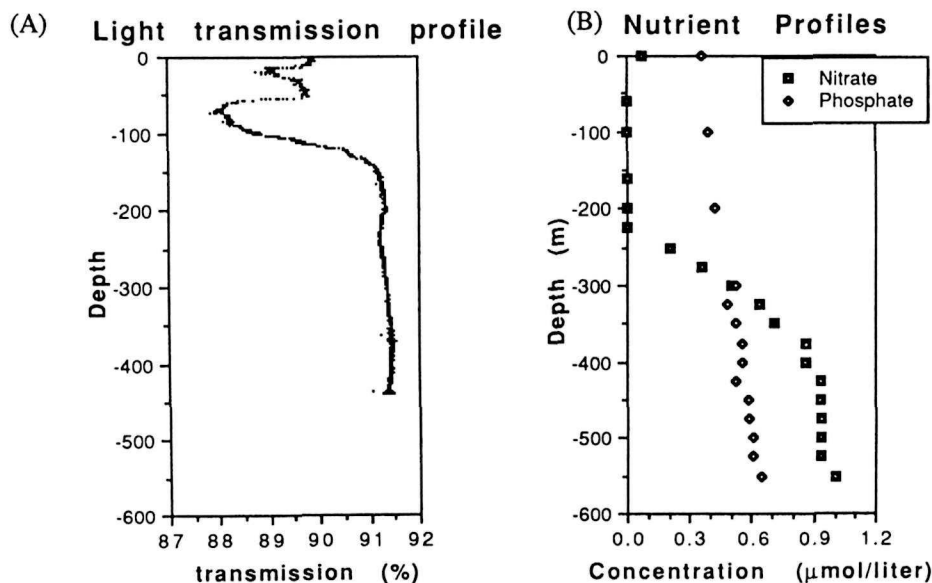 (A) Light transmission profile
0
-100
-200
-300
-400
-500
-600
Depth
87 88 89 90 91 92
transmission (%)
(B) Nutrient Profiles
Nitrate
Phosphate
0
-100
-200
-300
-400
-500
-600
Depth (m)
0.0 0.3 0.6 0.9 1.2
Concentration (μmol/liter)